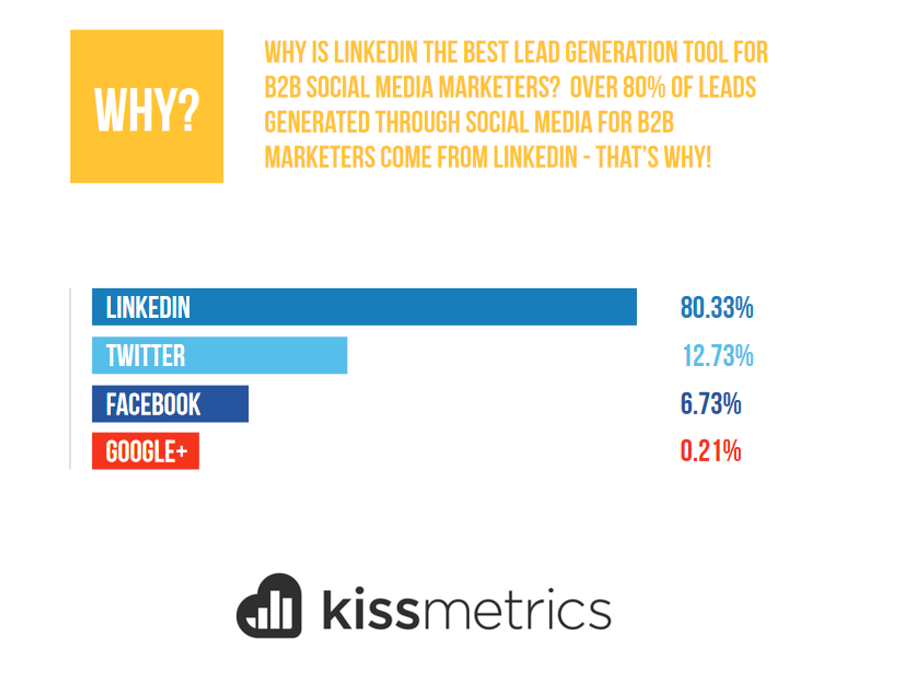 WHY?
WHY IS LINKEDIN THE BEST LEAD GENERATION TOOL FOR
B2B SOCIAL MEDIA MARKETERS? OVER 80% OF LEADS
GENERATED THROUGH SOCIAL MEDIA FOR B2B
MARKETERS COME FROM LINKEDIN - THAT'S WHY!
LINKEDIN 80.33%
TWITTER 12.73%
FACEBOOK 6.73%
GOOGLE+ 0.21%
kissmetrics